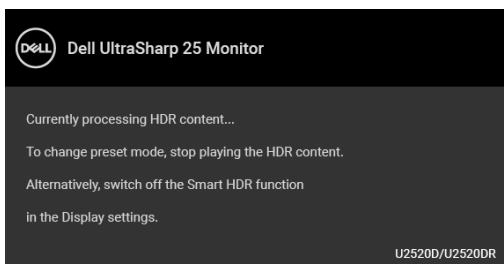 DELL Dell UltraSharp 25 Monitor
Currently processing HDR content...
To change preset mode, stop playing the HDR content.
Alternatively, switch off the Smart HDR function
in the Display settings.
U2520D/U2520DR